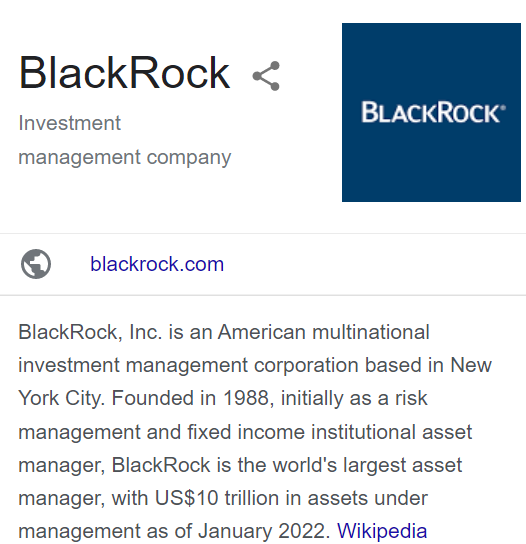 BlackRock
Investment
management company
BLACKROCK®
blackrock.com
BlackRock, Inc. is an American multinational
investment management corporation based in New
York City. Founded in 1988, initially as a risk
management and fixed income institutional asset
manager, BlackRock is the world's largest asset
manager, with US$10 trillion in assets under
management as of January 2022. Wikipedia